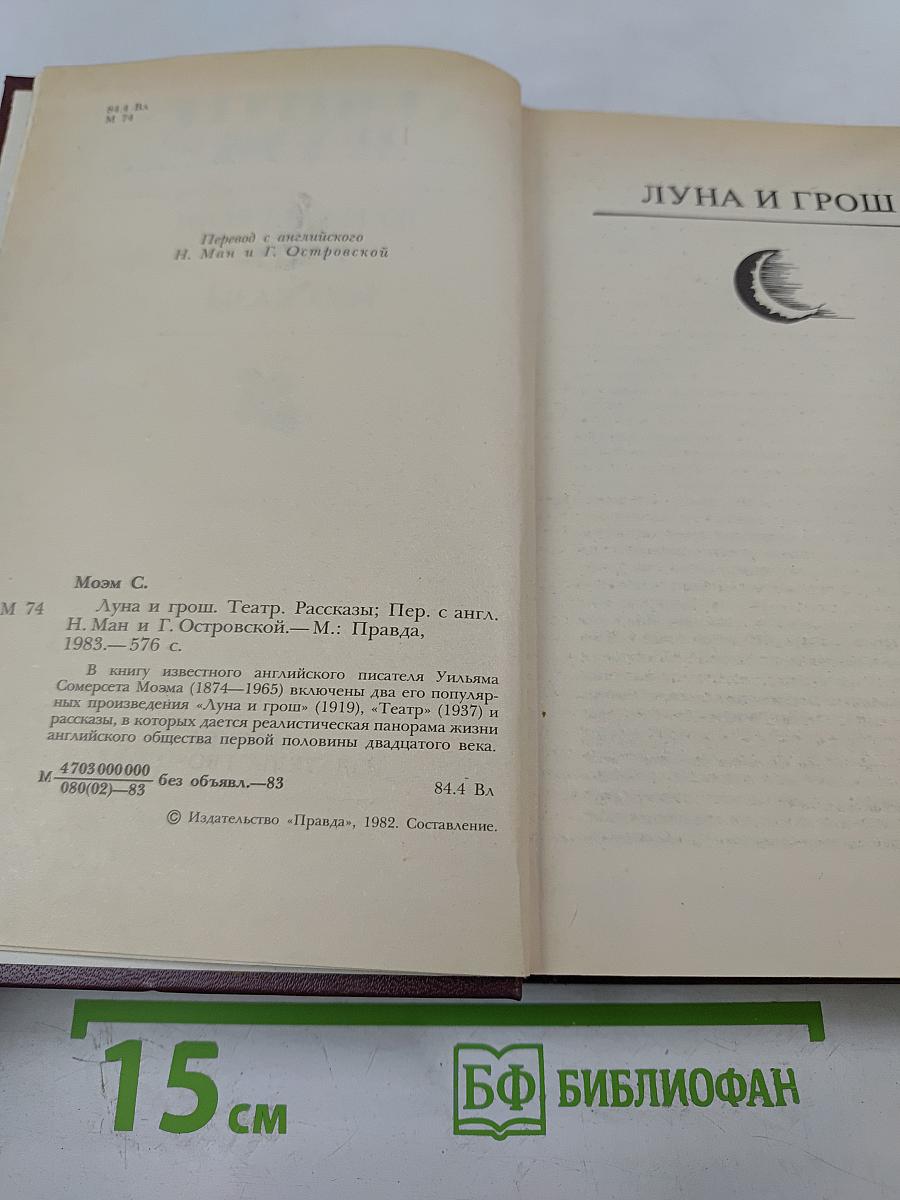 84.4 Вл
М 74
Перевод с английского
Н. Ман и Г. Островской
Моэм С.
М 74 Луна и грош. Театр. Рассказы; Пер. с англ.
Н. Ман и Г. Островской.— М.: Правда,
1983.— 576 с.
В книгу известного английского писателя Уильяма
Сомерсета Моэма (1874—1965) включены два его популяр-
ных произведения «Луна и грош» (1919), «Театр» (1937) и
рассказы, в которых дается реалистическая панорама жизни
английского общества первой половины двадцатого века.
М 4703000000
080(02)—83 без объявл.—83 84.4 Вл
© Издательство «Правда», 1982. Составление.
ЛУНА И ГРОШ
15 см
БФ БИБЛИОФАН